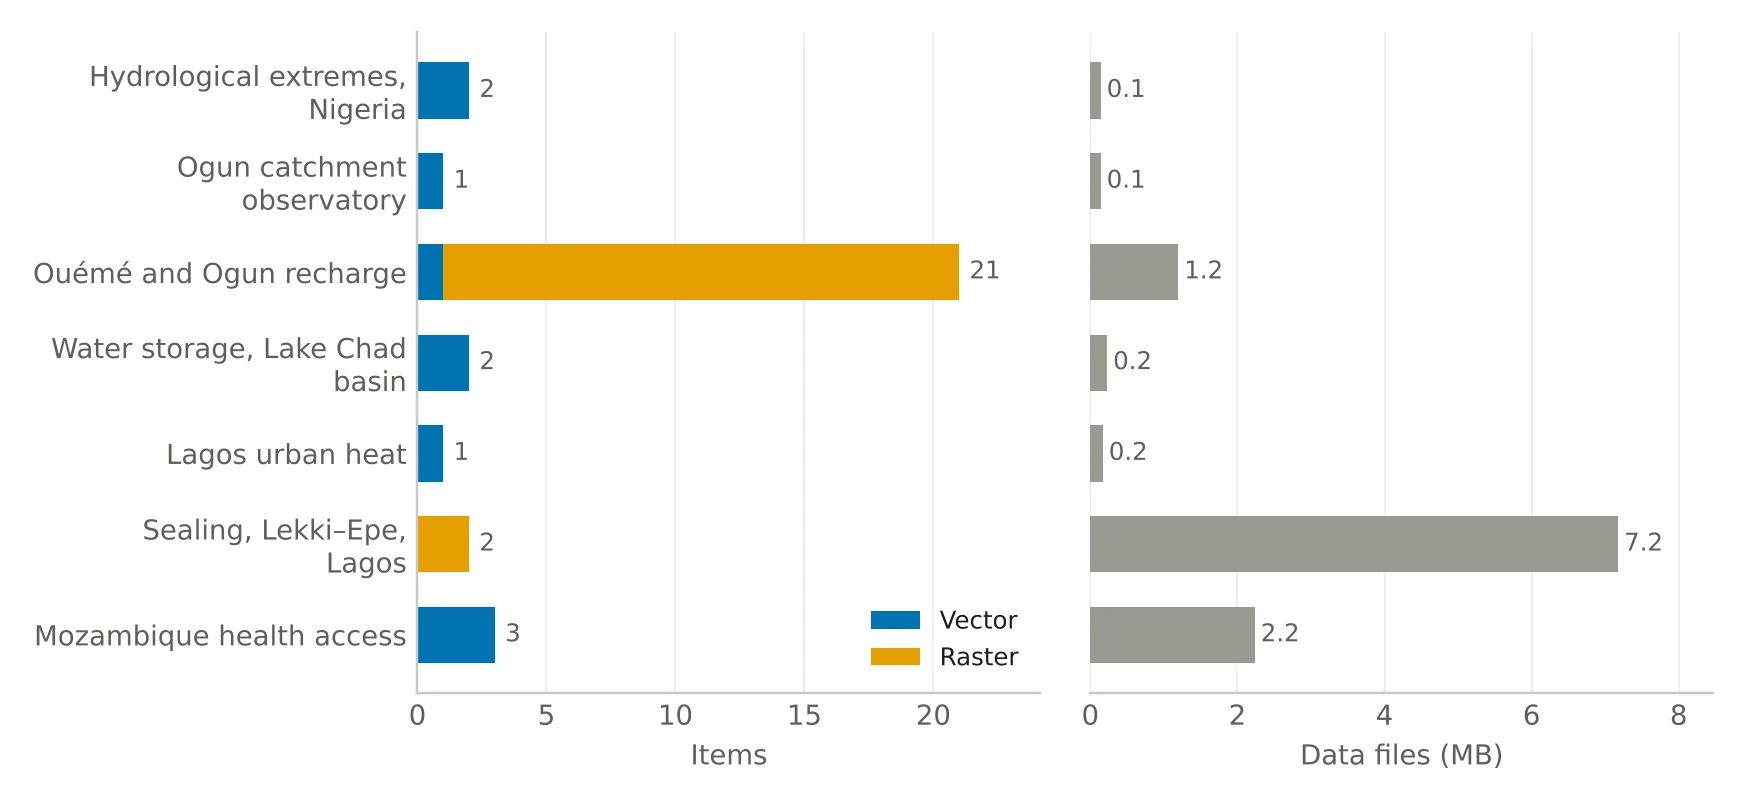 Hydrological extremes,
Nigeria
2
0.1
Ogun catchment
observatory
1
0.1
Ouémé and Ogun recharge
21
1.2
Water storage, Lake Chad
basin
2
0.2
Lagos urban heat
1
0.2
Sealing, Lekki–Epe,
Lagos
2
7.2
Mozambique health access
3
2.2
Vector
Raster
0 5 10 15 20
Items
0 2 4 6 8
Data files (MB)